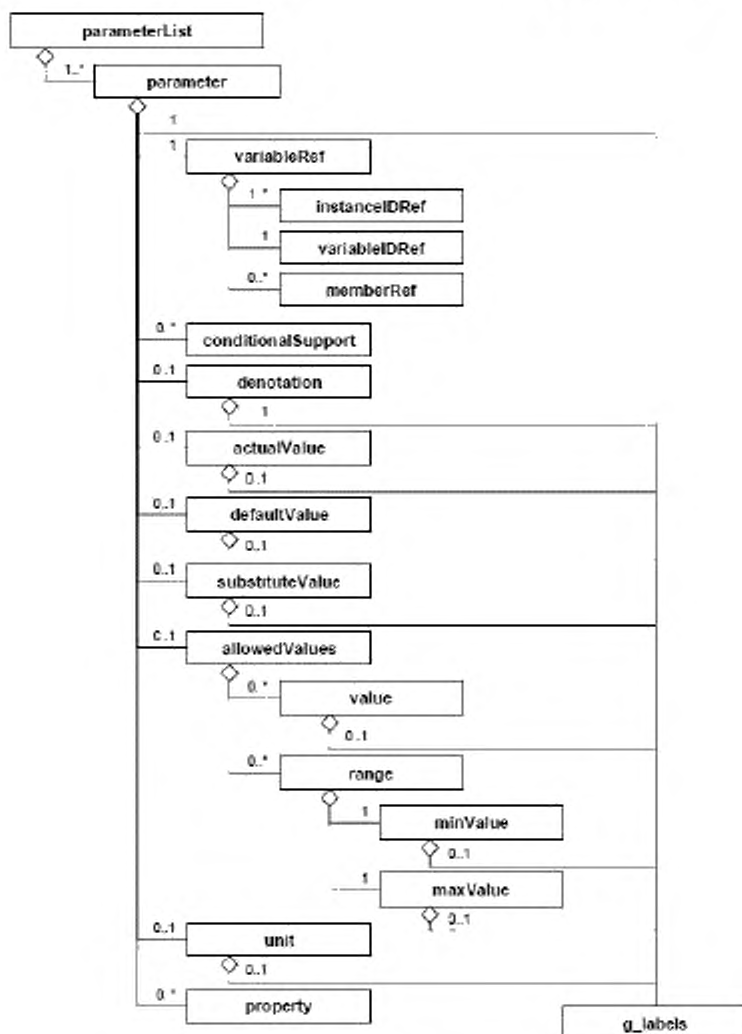 parameterList
1..*
parameter
1
1
variableRef
1..*
instanceIDRef
1
variableIDRef
0..*
memberRef
0..*
conditionalSupport
0..1
denotation
1
0..1
actualValue
0..1
0..1
defaultValue
0..1
0..1
substituteValue
0..1
0..1
allowedValues
0..*
value
0..1
0..*
range
1
minValue
0..1
1
maxValue
0..1
0..1
unit
0..1
0..*
property
g_labels